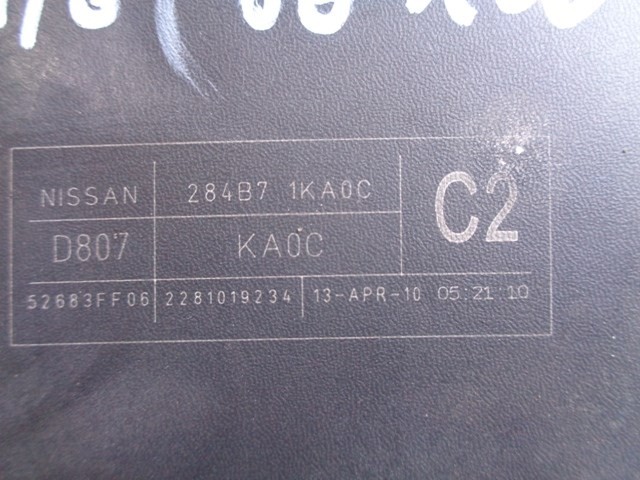 NISSAN 284B7 1KA0C C2
D807 KA0C
52683FF06 2281019234 13-APR-10 05:21:10